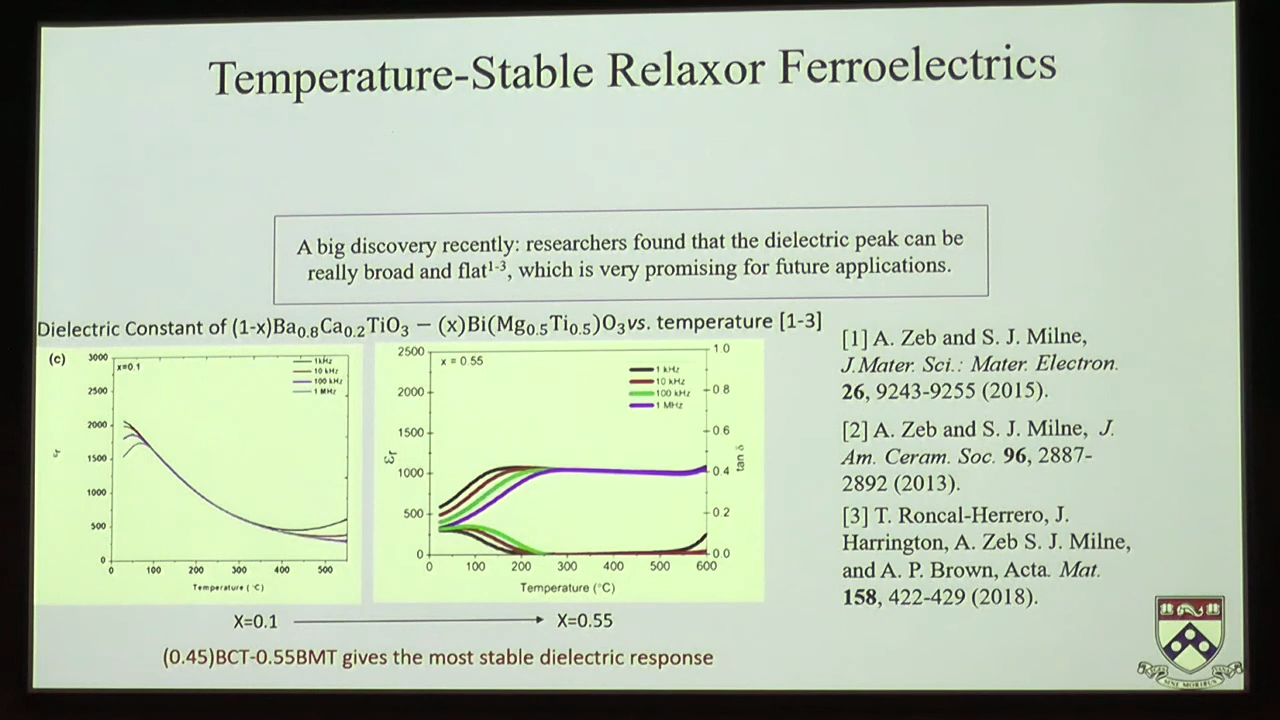 Temperature-Stable Relaxor Ferroelectrics
A big discovery recently: researchers found that the dielectric peak can be
really broad and flat¹⁻³, which is very promising for future applications.
Dielectric Constant of (1-x)Ba₀.₈Ca₀.₂TiO₃ − (x)Bi(Mg₀.₅Ti₀.₅)O₃vs. temperature [1-3]
(c)
x=0.1
1kHz
10 kHz
100 kHz
1 MHz
3000
2500
2000
1500
1000
500
0
εr
0 100 200 300 400 500
Temperature (°C)
x = 0.55
1 kHz
10 kHz
100 kHz
1 MHz
2500
2000
1500
1000
500
0
εr
1.0
0.8
0.6
0.4
0.2
0.0
tan δ
0 100 200 300 400 500 600
Temperature (°C)
X=0.1
X=0.55
(0.45)BCT-0.55BMT gives the most stable dielectric response
[1] A. Zeb and S. J. Milne,
J.Mater. Sci.: Mater. Electron.
26, 9243-9255 (2015).
[2] A. Zeb and S. J. Milne, J.
Am. Ceram. Soc. 96, 2887-
2892 (2013).
[3] T. Roncal-Herrero, J.
Harrington, A. Zeb S. J. Milne,
and A. P. Brown, Acta. Mat.
158, 422-429 (2018).